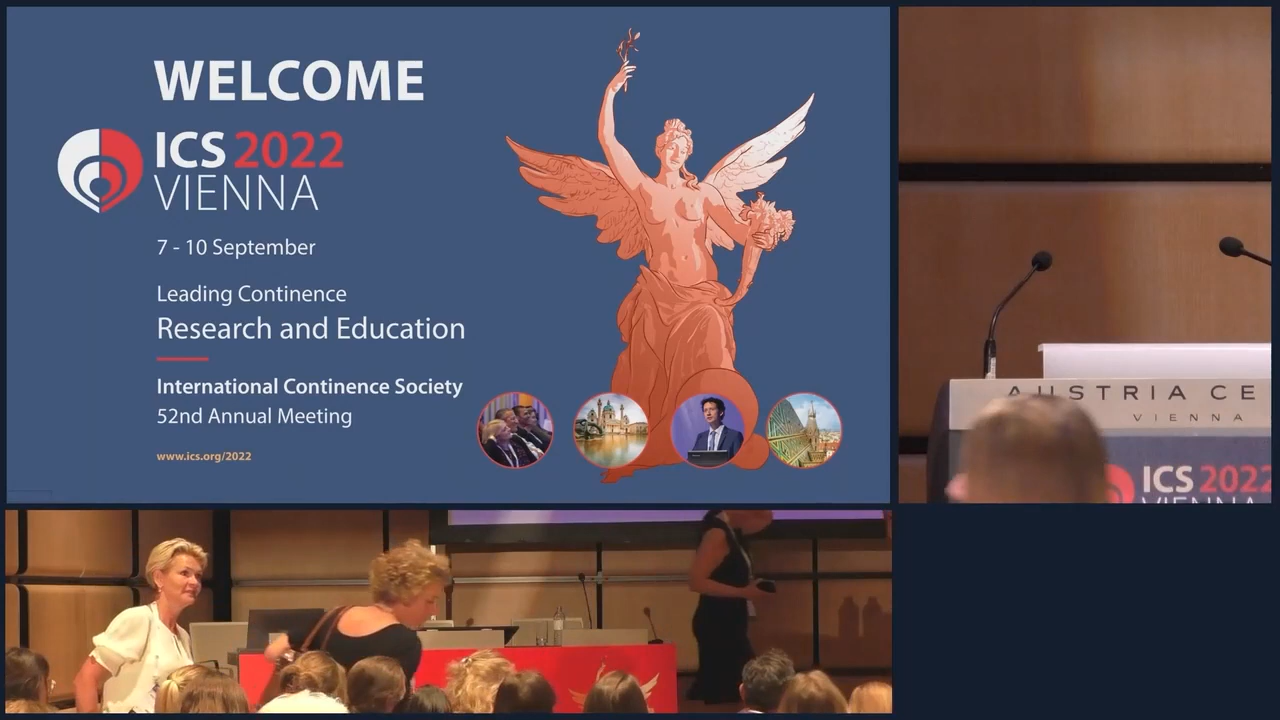 WELCOME
ICS 2022
VIENNA
7 - 10 September
Leading Continence
Research and Education
International Continence Society
52nd Annual Meeting
www.ics.org/2022
AUSTRIA CE
VIENNA
ICS 2022
VIENNA